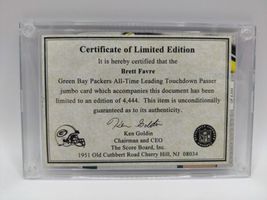 Certificate of Limited Edition
It is hereby certified that the
Brett Favre
Green Bay Packers All-Time Leading Touchdown Passer
jumbo card which accompanies this document has been
limited to an edition of 4,444. This item is unconditionally
guaranteed as to its authenticity.
Ken Goldin
Ken Goldin
Chairman and CEO
The Score Board, Inc.
1951 Old Cuthbert Road Cherry Hill, NJ 08034
G
NFL